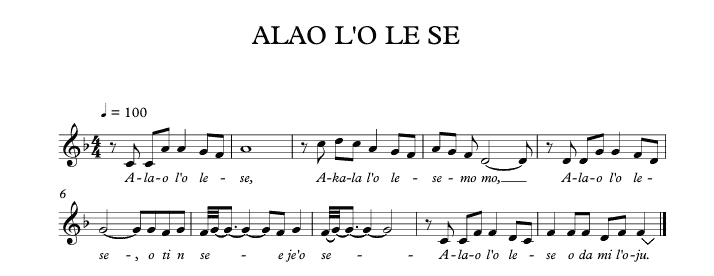 ALAO L'O LE SE
= 100
A-la-o l'o le - se, A-ka-la l'o le - se - mo mo, A-la-o l'o le -
6
se - , o ti n se - e je'o se - - A-la-o l'o le - se o da mi l'o-ju.